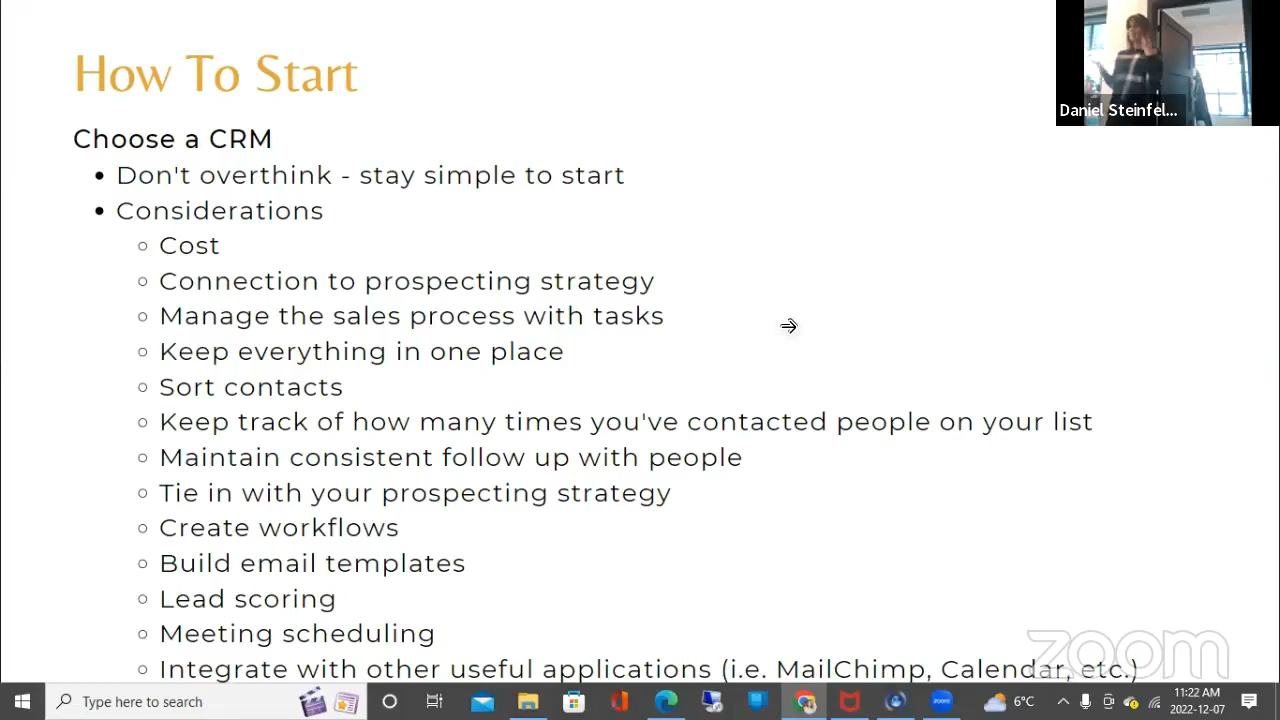 How To Start
Daniel Steinfel...
Choose a CRM
Don't overthink - stay simple to start
Considerations
Cost
Connection to prospecting strategy
Manage the sales process with tasks
Keep everything in one place
Sort contacts
Keep track of how many times you've contacted people on your list
Maintain consistent follow up with people
Tie in with your prospecting strategy
Create workflows
Build email templates
Lead scoring
Meeting scheduling
Integrate with other useful applications (i.e. MailChimp, Calendar, etc.)
zoom
Type here to search
zoom
6°C
11:22 AM
2022-12-07